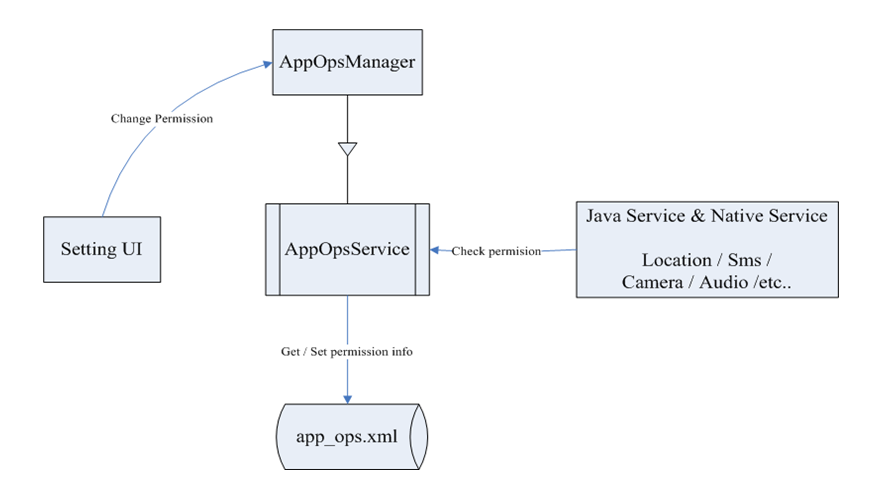 AppOpsManager
Change Permission
Setting UI
AppOpsService
Check permision
Java Service & Native Service
Location / Sms /
Camera / Audio /etc..
Get / Set permission info
app_ops.xml